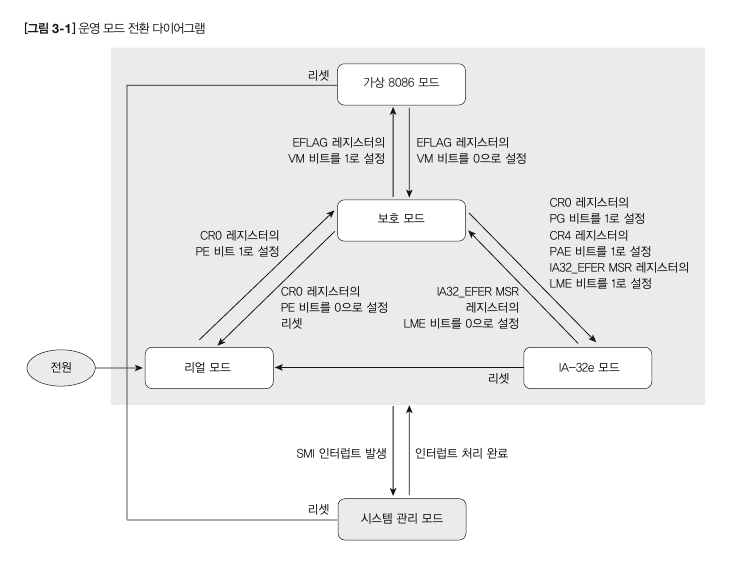 [그림 3-1] 운영 모드 전환 다이어그램
리셋
가상 8086 모드
EFLAG 레지스터의
VM 비트를 1로 설정
EFLAG 레지스터의
VM 비트를 0으로 설정
보호 모드
CR0 레지스터의
PE 비트 1로 설정
CR0 레지스터의
PE 비트를 0으로 설정
리셋
CR0 레지스터의
PG 비트를 1로 설정
CR4 레지스터의
PAE 비트를 1로 설정
IA32_EFER MSR 레지스터의
LME 비트를 1로 설정
IA32_EFER MSR
레지스터의
LME 비트를 0으로 설정
전원
리얼 모드
리셋
IA-32e 모드
SMI 인터럽트 발생
인터럽트 처리 완료
리셋
시스템 관리 모드